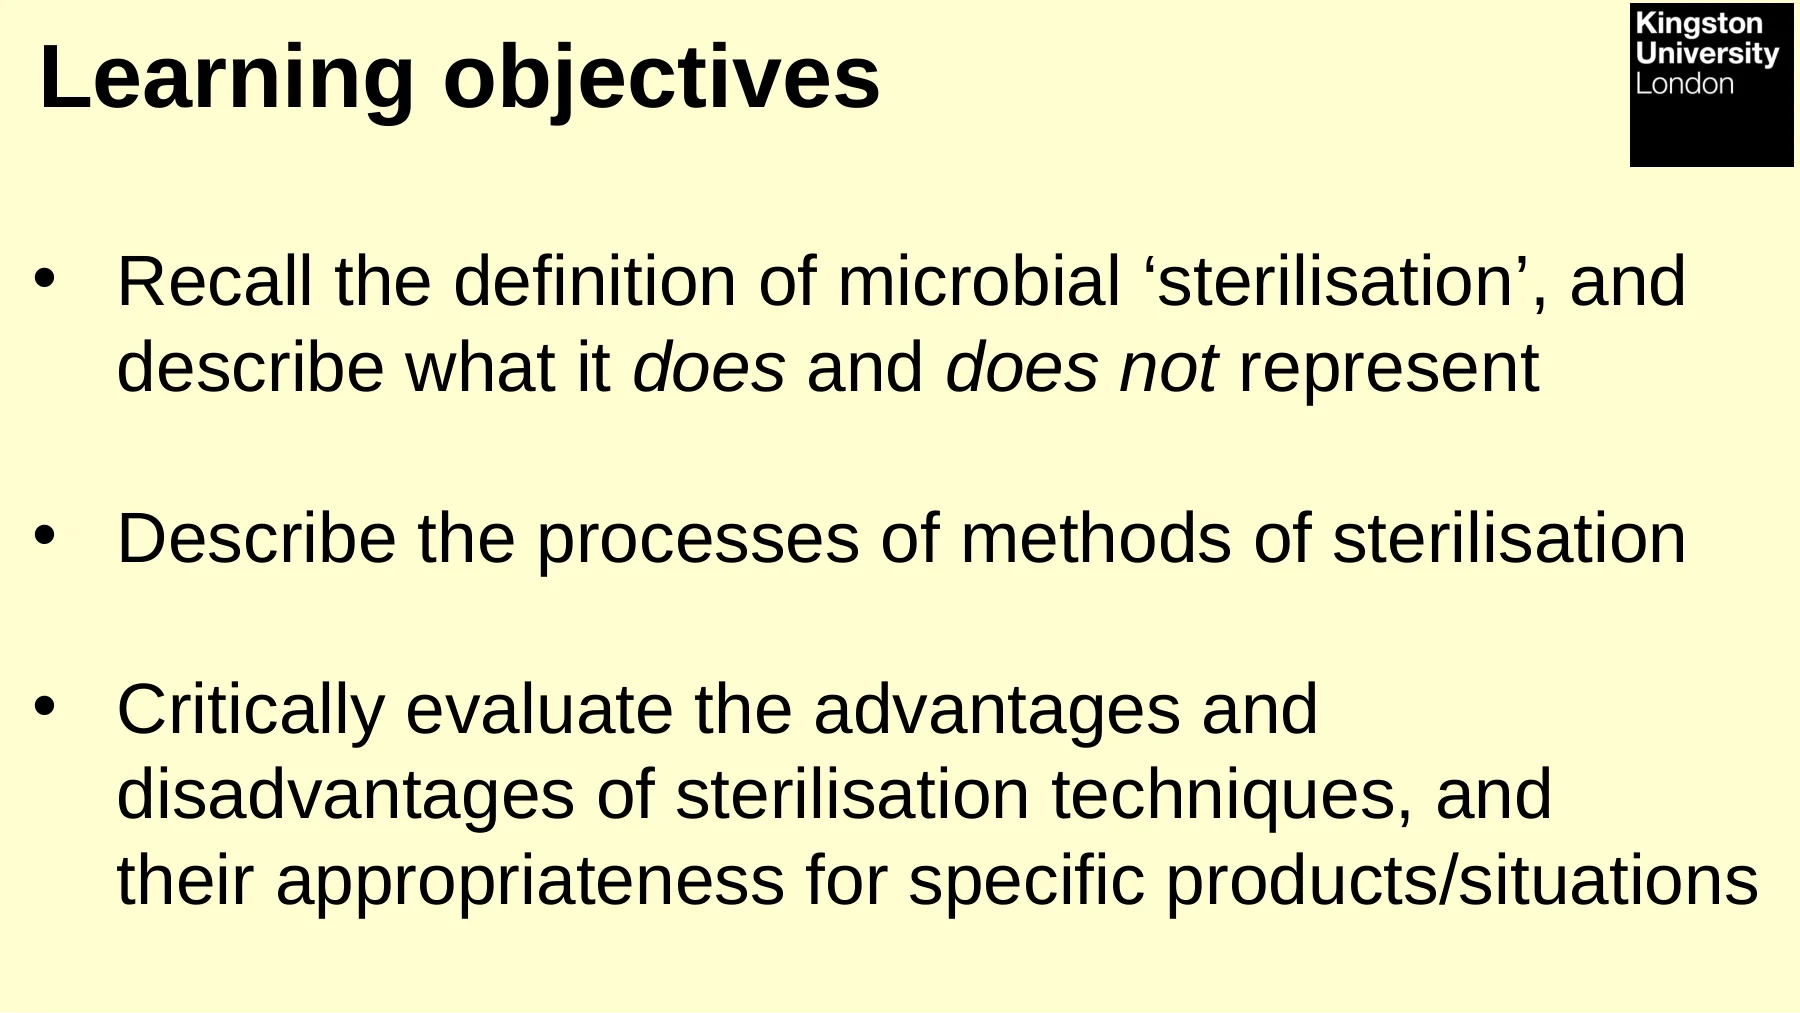 Learning objectives
Kingston
University
London
• Recall the definition of microbial ‘sterilisation’, and
describe what it does and does not represent
• Describe the processes of methods of sterilisation
• Critically evaluate the advantages and
disadvantages of sterilisation techniques, and
their appropriateness for specific products/situations